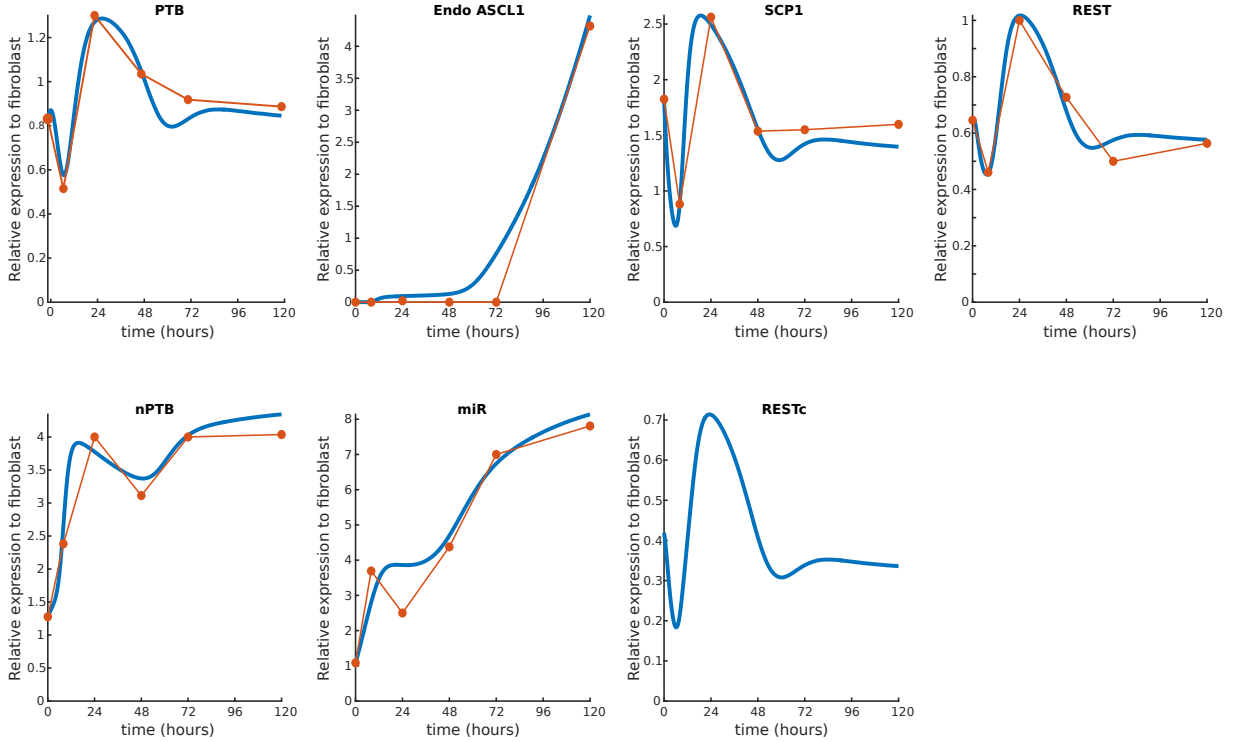 PTB
Relative expression to fibroblast
1.2
1
0.8
0.6
0.4
0.2
0
0 24 48 72 96 120
time (hours)
Endo ASCL1
Relative expression to fibroblast
4
3.5
3
2.5
2
1.5
1
0.5
0
0 24 48 72 96 120
time (hours)
SCP1
Relative expression to fibroblast
2.5
2
1.5
1
0.5
0
0 24 48 72 96 120
time (hours)
REST
Relative expression to fibroblast
1
0.8
0.6
0.4
0.2
0
0 24 48 72 96 120
time (hours)
nPTB
Relative expression to fibroblast
4
3.5
3
2.5
2
1.5
1
0.5
0
0 24 48 72 96 120
time (hours)
miR
Relative expression to fibroblast
8
7
6
5
4
3
2
1
0
0 24 48 72 96 120
time (hours)
RESTc
Relative expression to fibroblast
0.7
0.6
0.5
0.4
0.3
0.2
0.1
0
0 24 48 72 96 120
time (hours)